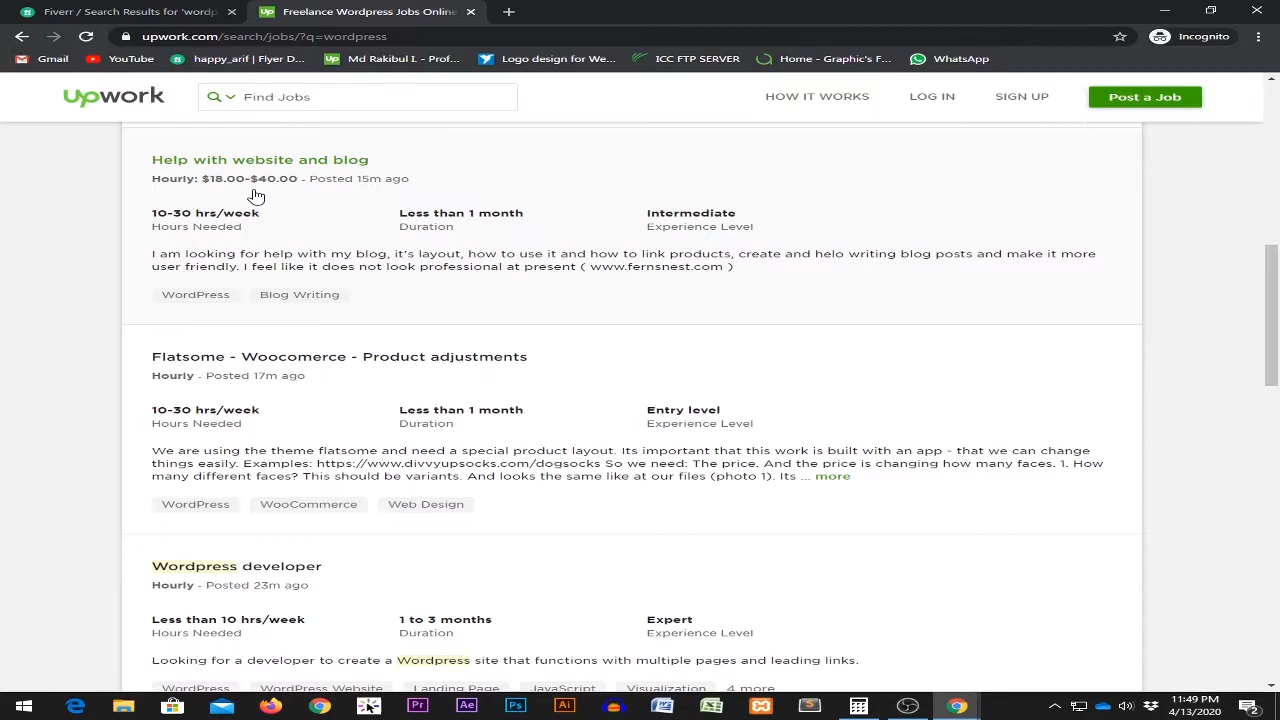 Fiverr / Search Results for 'wordp
Freelance Wordpress Jobs Online
upwork.com/search/jobs/?q=wordpress
Incognito
Gmail
YouTube
happy_arif | Flyer D...
Md Rakibul I. - Prof...
Logo design for We...
ICC FTP SERVER
Home - Graphic's F...
WhatsApp
upwork
Find Jobs
HOW IT WORKS
LOG IN
SIGN UP
Post a Job
Help with website and blog
Hourly: $18.00-$40.00 - Posted 15m ago
10-30 hrs/week
Less than 1 month
Intermediate
Hours Needed
Duration
Experience Level
I am looking for help with my blog, it's layout, how to use it and how to link products, create and helo writing blog posts and make it more
user friendly. I feel like it does not look professional at present ( www.fernsnest.com )
WordPress
Blog Writing
Flatsome - Woocomerce - Product adjustments
Hourly - Posted 17m ago
10-30 hrs/week
Less than 1 month
Entry level
Hours Needed
Duration
Experience Level
We are using the theme flatsome and need a special product layout. Its important that this work is built with an app - that we can change
things easily. Examples: https://www.divvyupsocks.com/dogsocks So we need: The price. And the price is changing how many faces. 1. How
many different faces? This should be variants. And looks the same like at our files (photo 1). Its ... more
WordPress
WooCommerce
Web Design
Wordpress developer
Hourly - Posted 23m ago
Less than 10 hrs/week
1 to 3 months
Expert
Hours Needed
Duration
Experience Level
Looking for a developer to create a Wordpress site that functions with multiple pages and leading links.
WordPress
WordPress Website
Landing Page
JavaScript
Visualization
4 more
11:49 PM
4/13/2020